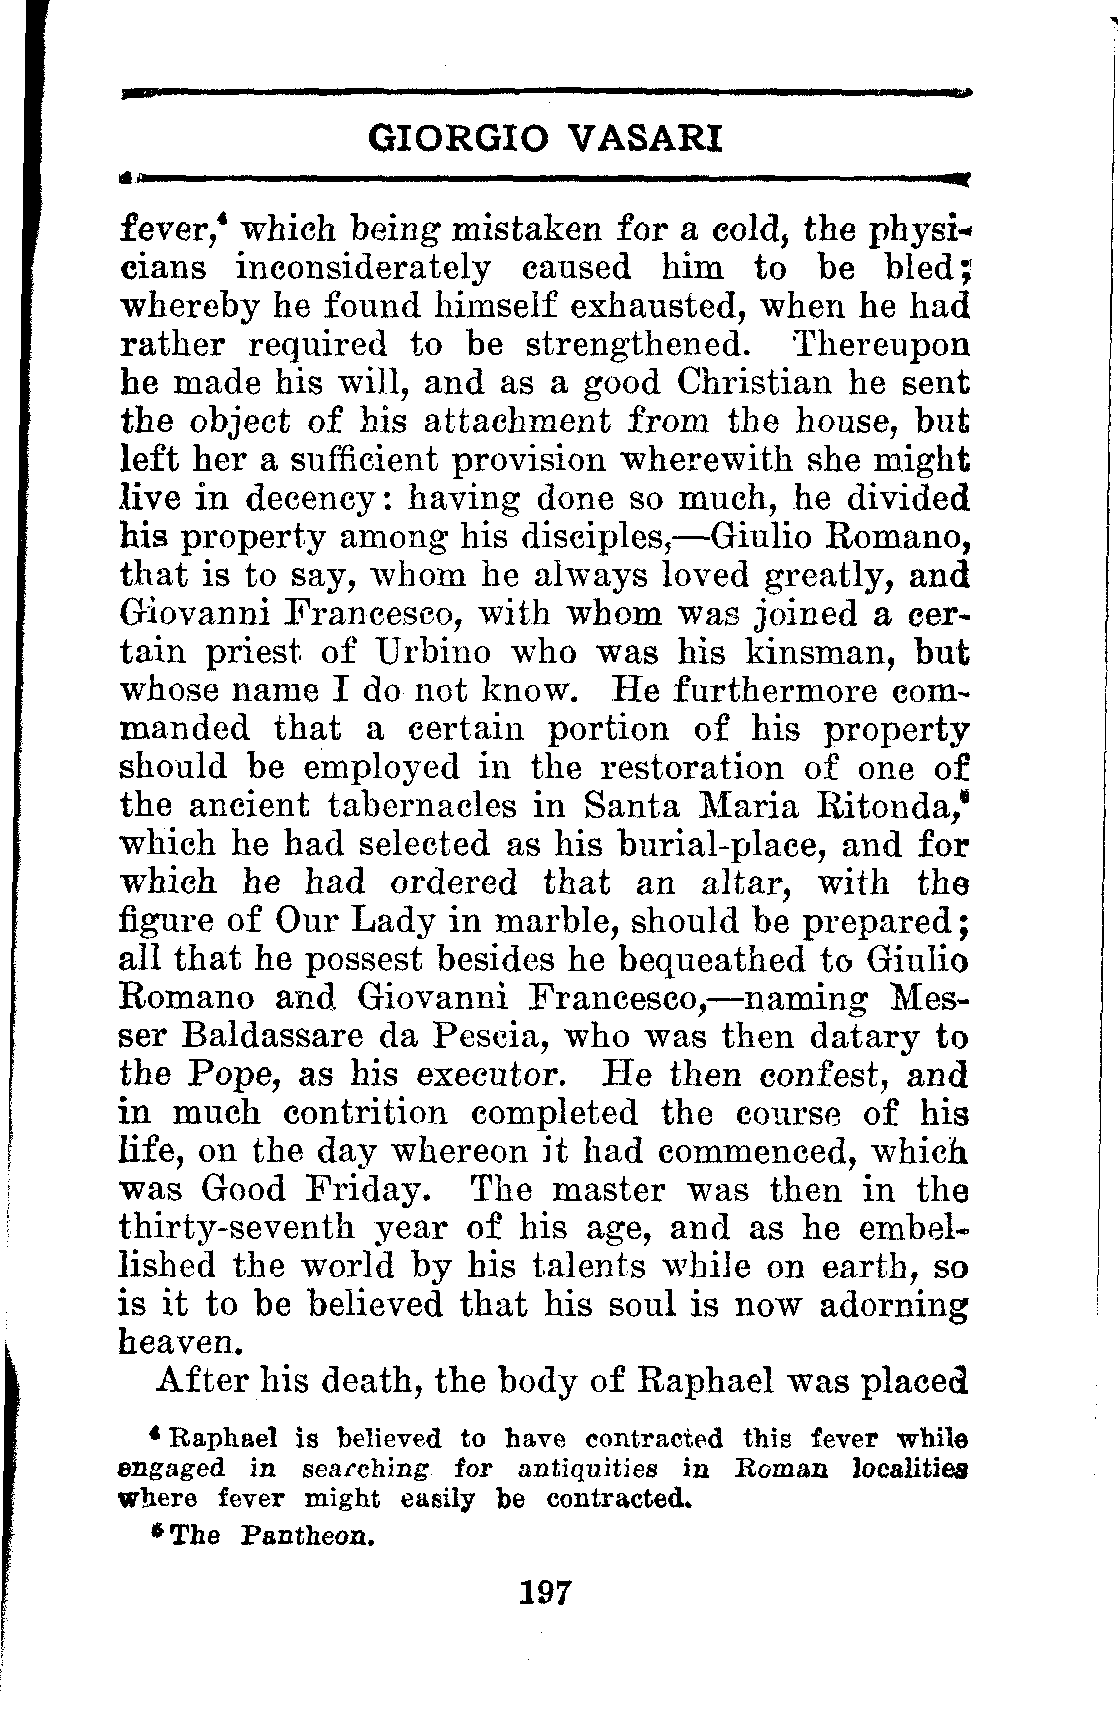 GIORGIO VASARI
fever,⁴ which being mistaken for a cold, the physi-
cians inconsiderately caused him to be bled;
whereby he found himself exhausted, when he had
rather required to be strengthened. Thereupon
he made his will, and as a good Christian he sent
the object of his attachment from the house, but
left her a sufficient provision wherewith she might
live in decency: having done so much, he divided
his property among his disciples,—Giulio Romano,
that is to say, whom he always loved greatly, and
Giovanni Francesco, with whom was joined a cer-
tain priest of Urbino who was his kinsman, but
whose name I do not know. He furthermore com-
manded that a certain portion of his property
should be employed in the restoration of one of
the ancient tabernacles in Santa Maria Ritonda,⁵
which he had selected as his burial-place, and for
which he had ordered that an altar, with the
figure of Our Lady in marble, should be prepared;
all that he possest besides he bequeathed to Giulio
Romano and Giovanni Francesco,—naming Mes-
ser Baldassare da Pescia, who was then datary to
the Pope, as his executor. He then confest, and
in much contrition completed the course of his
life, on the day whereon it had commenced, which
was Good Friday. The master was then in the
thirty-seventh year of his age, and as he embel-
lished the world by his talents while on earth, so
is it to be believed that his soul is now adorning
heaven.
After his death, the body of Raphael was placed
⁴ Raphael is believed to have contracted this fever while
engaged in searching for antiquities in Roman localities
where fever might easily be contracted.
⁵ The Pantheon.
197